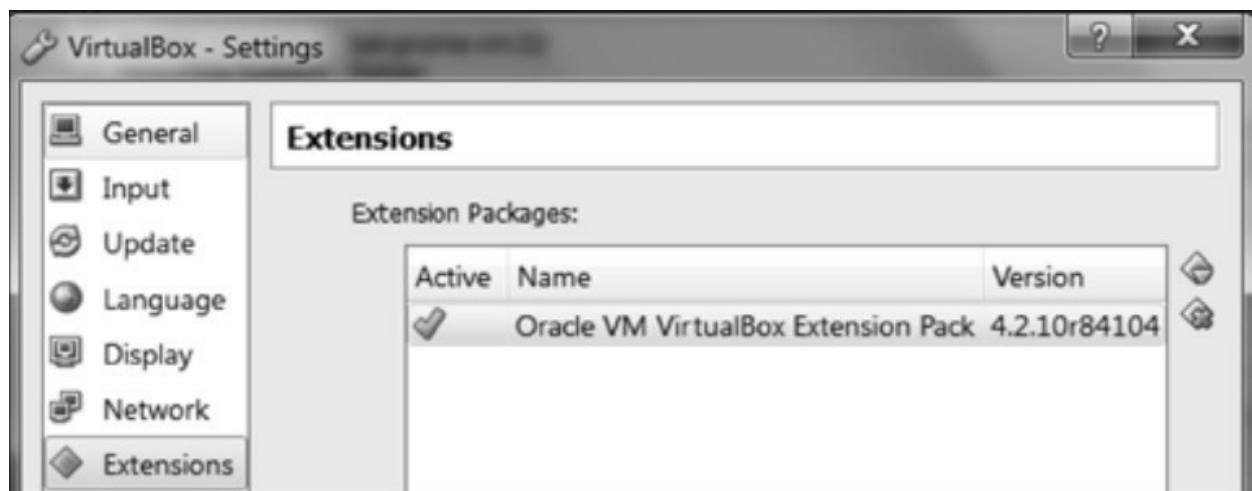 VirtualBox - Settings
?
General
Input
Update
Language
Display
Network
Extensions
Extensions
Extension Packages:
Active Name Version
Oracle VM VirtualBox Extension Pack 4.2.10r84104